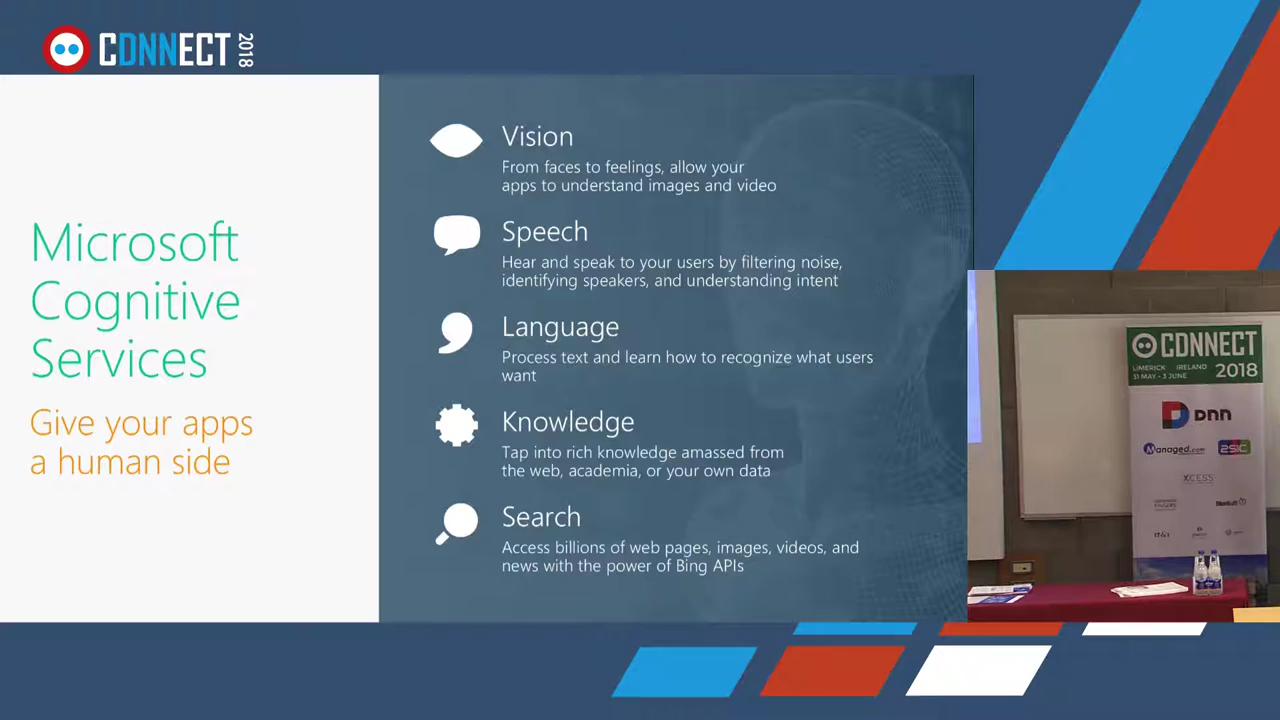 CDNNECT 2018
Microsoft
Cognitive
Services
Give your apps
a human side
Vision
From faces to feelings, allow your
apps to understand images and video
Speech
Hear and speak to your users by filtering noise,
identifying speakers, and understanding intent
Language
Process text and learn how to recognize what users
want
Knowledge
Tap into rich knowledge amassed from
the web, academia, or your own data
Search
Access billions of web pages, images, videos, and
news with the power of Bing APIs
CDNNECT
LIMERICK IRELAND
31 MAY - 3 JUNE
2018
DNN
Managed.com
2SIC
XCESS